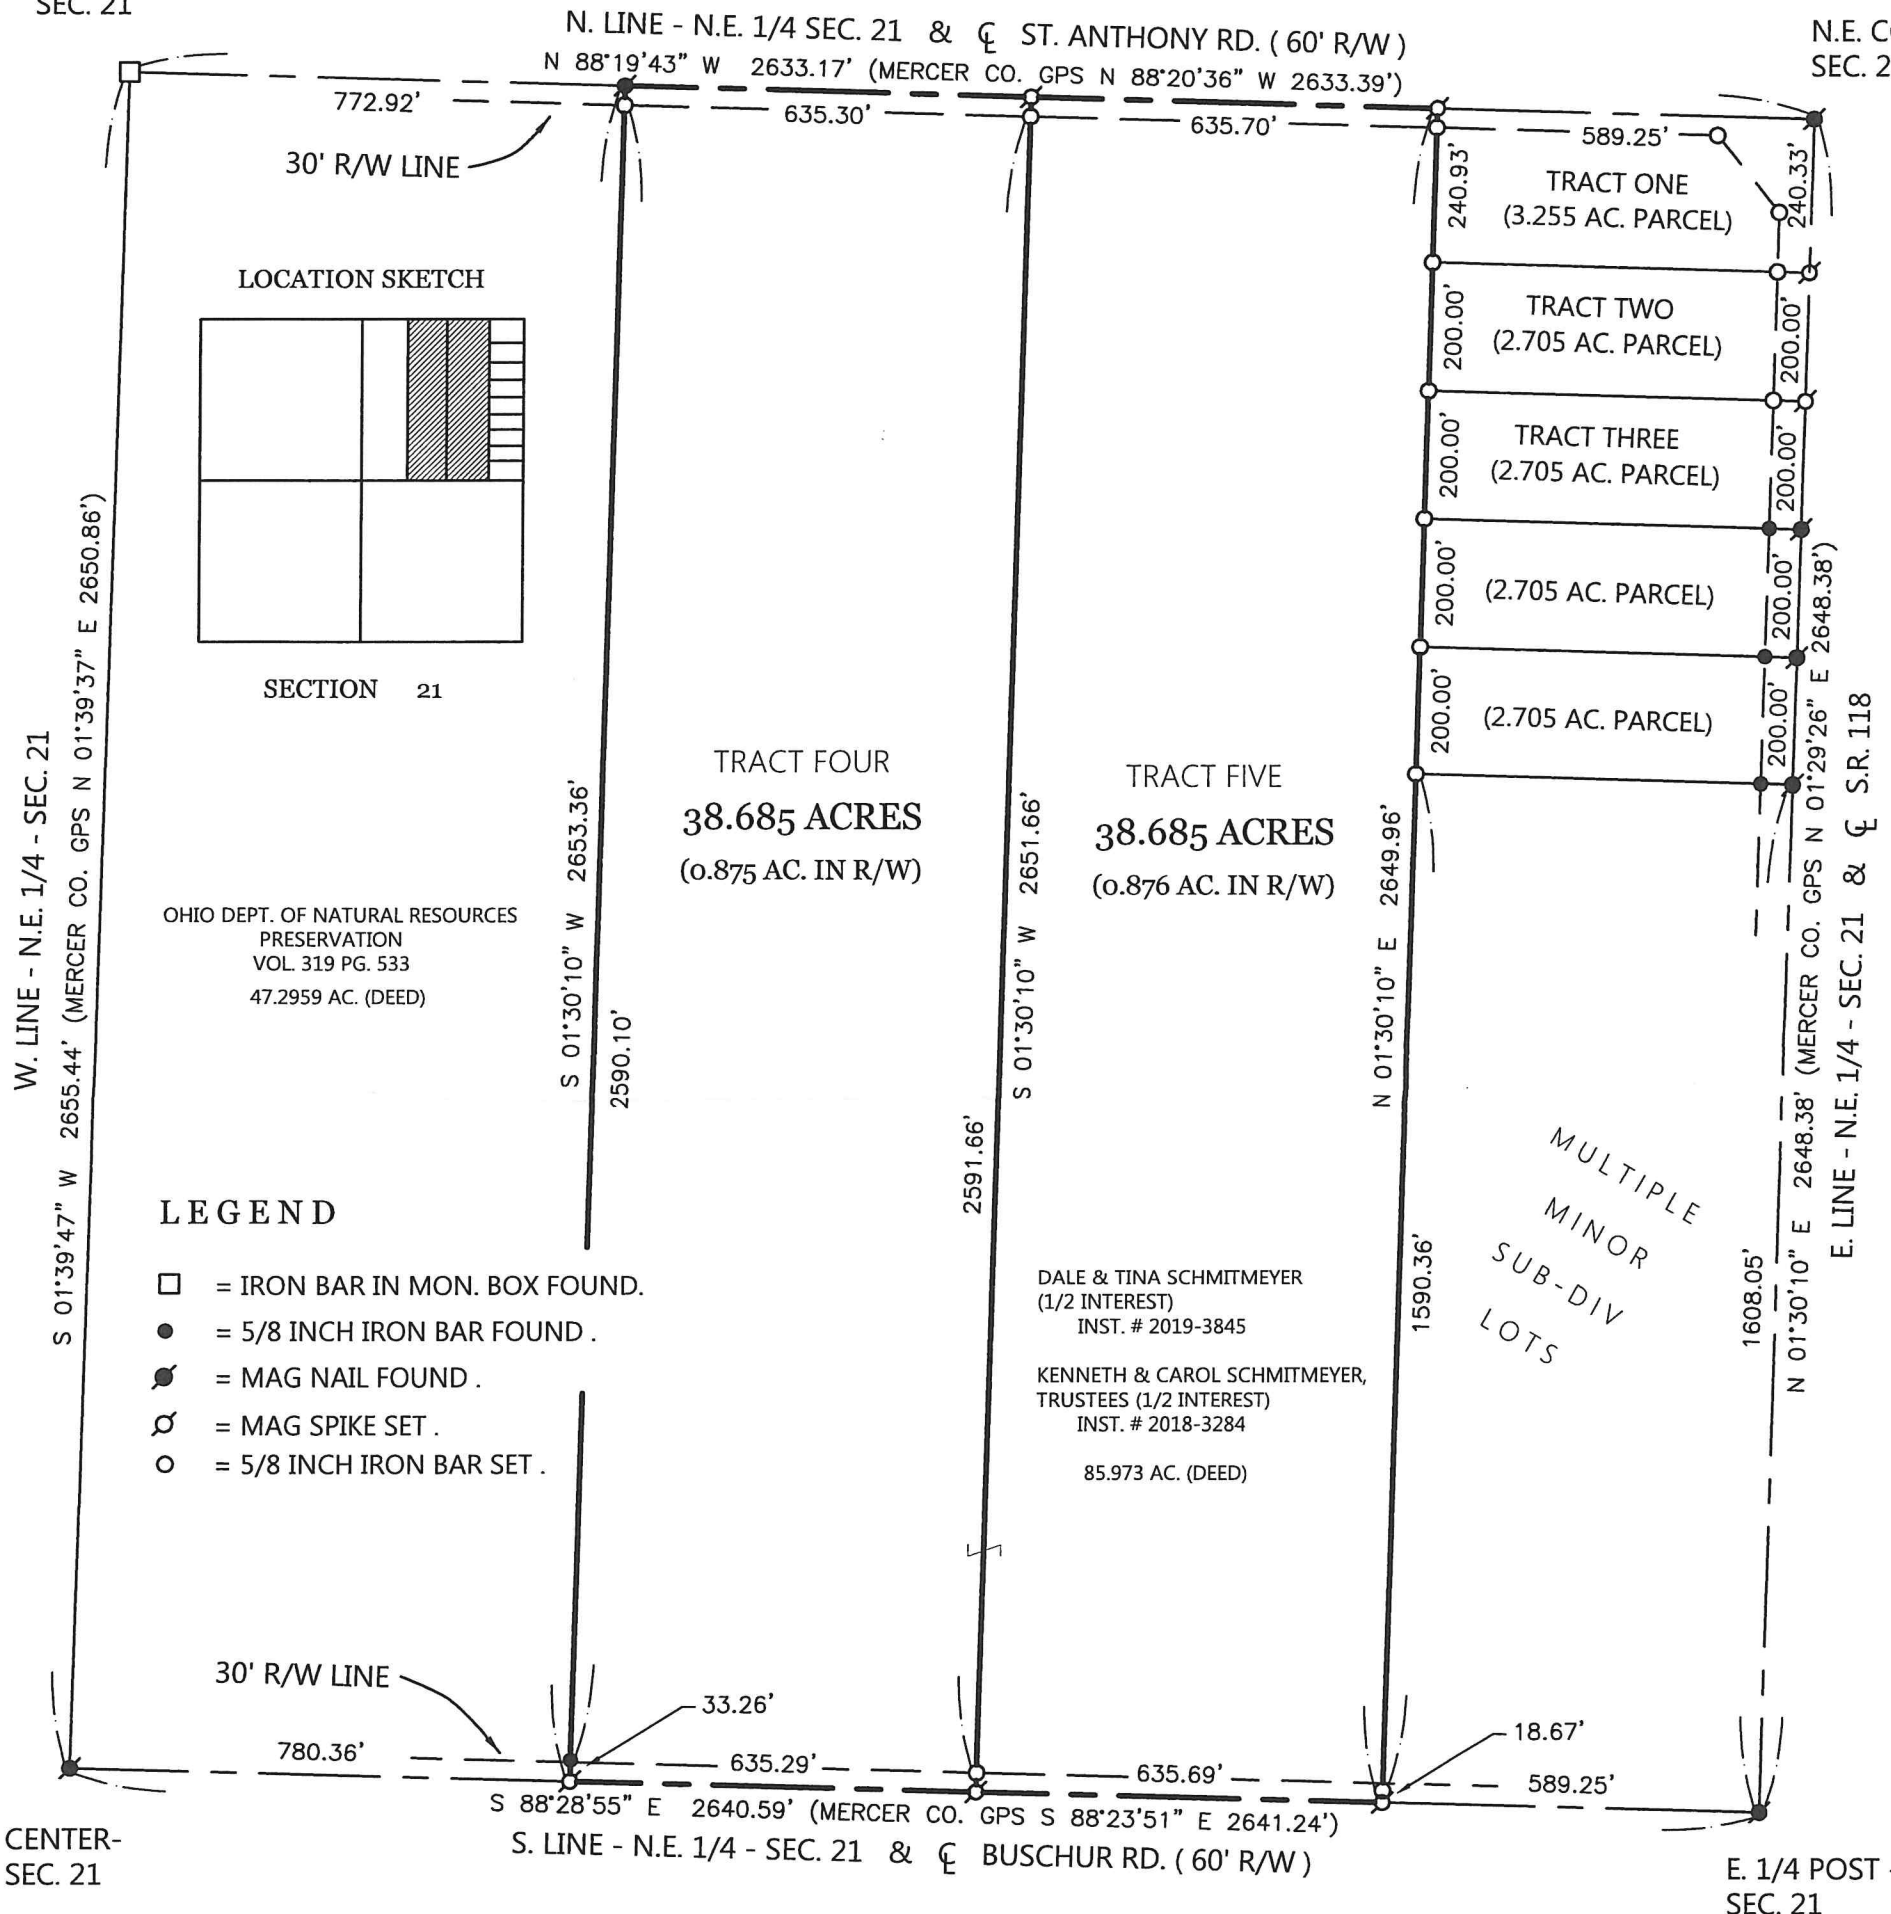 SEC. 21
N. LINE - N.E. 1/4 SEC. 21 & ℄ ST. ANTHONY RD. ( 60' R/W )
N 88°19'43" W 2633.17' (MERCER CO. GPS N 88°20'36" W 2633.39')
SEC. 2
772.92'
635.30'
635.70'
589.25'
30' R/W LINE
240.93'
TRACT ONE
(3.255 AC. PARCEL)
240.33'
LOCATION SKETCH
SECTION 21
200.00'
TRACT TWO
(2.705 AC. PARCEL)
200.00'
200.00'
TRACT THREE
(2.705 AC. PARCEL)
200.00'
200.00'
(2.705 AC. PARCEL)
200.00'
200.00'
(2.705 AC. PARCEL)
200.00'
W. LINE - N.E. 1/4 - SEC. 21
S 01°39'47" W 2655.44' (MERCER CO. GPS N 01°39'37" E 2650.86')
OHIO DEPT. OF NATURAL RESOURCES
PRESERVATION
VOL. 319 PG. 533
47.2959 AC. (DEED)
S 01°30'10" W 2653.36'
2590.10'
TRACT FOUR
38.685 ACRES
(0.875 AC. IN R/W)
S 01°30'10" W 2651.66'
2591.66'
TRACT FIVE
38.685 ACRES
(0.876 AC. IN R/W)
N 01°30'10" E 2649.96'
1590.36'
MULTIPLE
MINOR
SUB-DIV
LOTS
1608.05'
N 01°30'10" E 2648.38' (MERCER CO. GPS N 01°29'26" E 2648.38')
E. LINE - N.E. 1/4 - SEC. 21 & ℄ S.R. 118
LEGEND
= IRON BAR IN MON. BOX FOUND.
= 5/8 INCH IRON BAR FOUND .
= MAG NAIL FOUND .
= MAG SPIKE SET .
= 5/8 INCH IRON BAR SET .
DALE & TINA SCHMITMEYER
(1/2 INTEREST)
INST. # 2019-3845
KENNETH & CAROL SCHMITMEYER,
TRUSTEES (1/2 INTEREST)
INST. # 2018-3284
85.973 AC. (DEED)
30' R/W LINE
33.26'
18.67'
780.36'
635.29'
635.69'
589.25'
S 88°28'55" E 2640.59' (MERCER CO. GPS S 88°23'51" E 2641.24')
S. LINE - N.E. 1/4 - SEC. 21 & ℄ BUSCHUR RD. ( 60' R/W )
CENTER-
SEC. 21
E. 1/4 POST -
SEC. 21